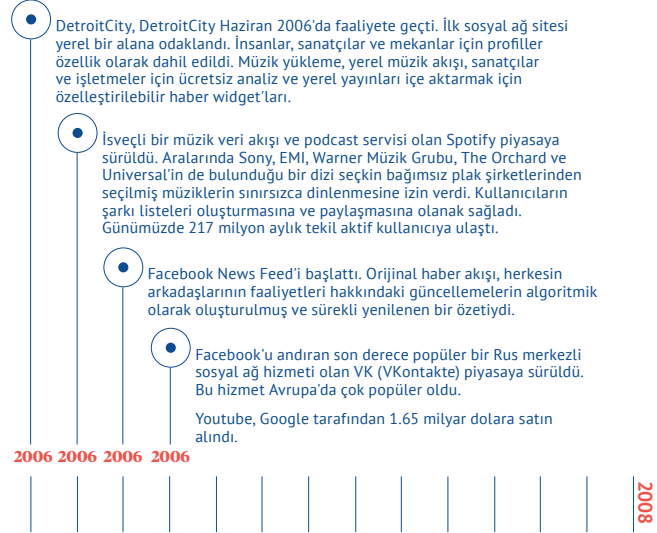 DetroitCity, DetroitCity Haziran 2006'da faaliyete geçti. İlk sosyal ağ sitesi
yerel bir alana odaklandı. İnsanlar, sanatçılar ve mekanlar için profiller
özellik olarak dahil edildi. Müzik yükleme, yerel müzik akışı, sanatçılar
ve işletmeler için ücretsiz analiz ve yerel yayınları içe aktarmak için
özelleştirilebilir haber widget'ları.
İsveçli bir müzik veri akışı ve podcast servisi olan Spotify piyasaya
sürüldü. Aralarında Sony, EMI, Warner Müzik Grubu, The Orchard ve
Universal'in de bulunduğu bir dizi seçkin bağımsız plak şirketlerinden
seçilmiş müziklerin sınırsızca dinlenmesine izin verdi. Kullanıcıların
şarkı listeleri oluşturmasına ve paylaşmasına olanak sağladı.
Günümüzde 217 milyon aylık tekil aktif kullanıcıya ulaştı.
Facebook News Feed'i başlattı. Orijinal haber akışı, herkesin
arkadaşlarının faaliyetleri hakkındaki güncellemelerin algoritmik
olarak oluşturulmuş ve sürekli yenilenen bir özetiydi.
Facebook'u andıran son derece popüler bir Rus merkezli
sosyal ağ hizmeti olan VK (VKontakte) piyasaya sürüldü.
Bu hizmet Avrupa'da çok popüler oldu.
Youtube, Google tarafından 1.65 milyar dolara satın
alındı.
2006 2006 2006 2006
2008